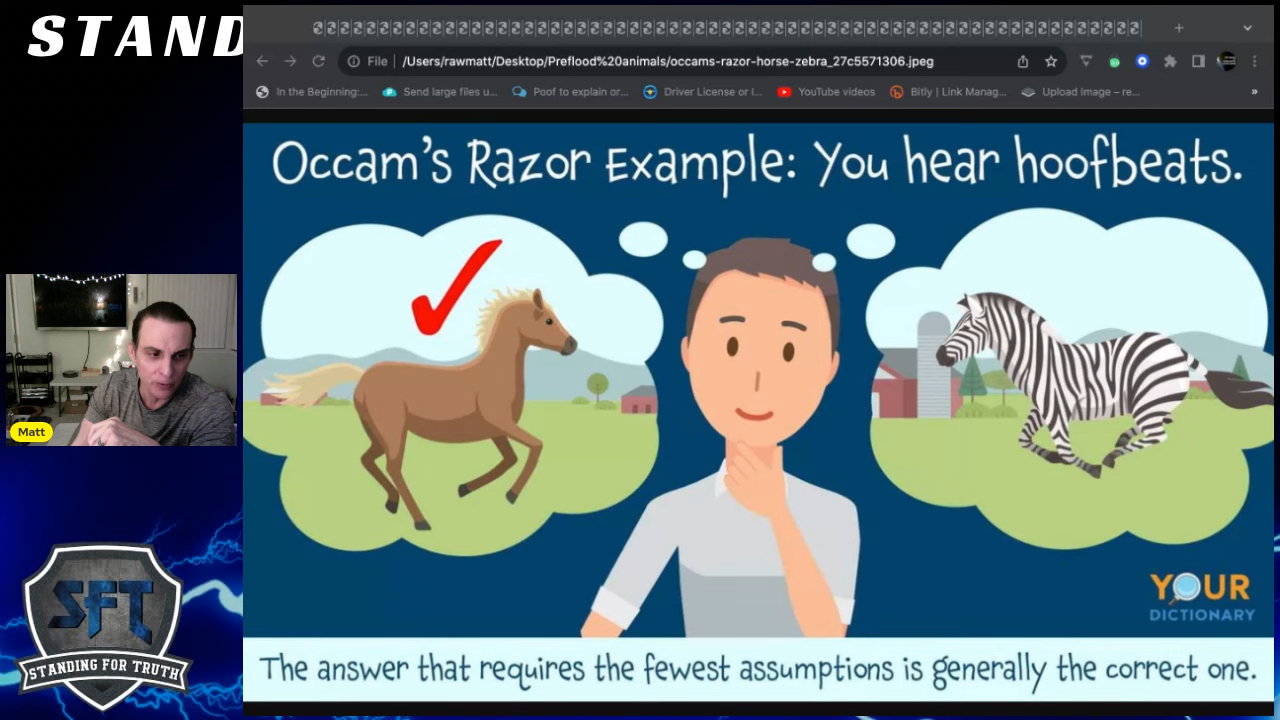 STAND
File
/Users/rawmatt/Desktop/Preflood%20animals/occams-razor-horse-zebra_27c5571306.jpeg
In the Beginning:...
Send large files u...
Poof to explain or...
Driver License or I...
YouTube videos
Bitly | Link Manag...
Upload image – re...
»
Occam's Razor Example: You hear hoofbeats.
Matt
SFT
STANDING FOR TRUTH
YOUR
DICTIONARY
The answer that requires the fewest assumptions is generally the correct one.